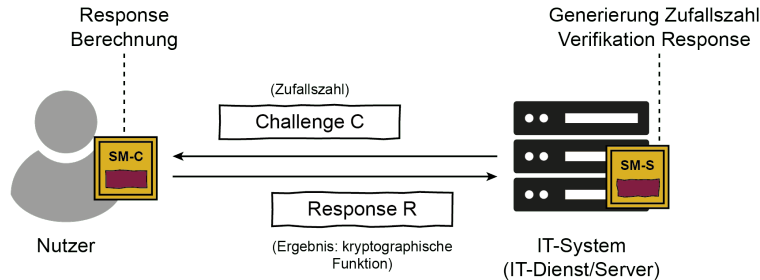 Response
Berechnung
Generierung Zufallszahl
Verifikation Response
(Zufallszahl)
Challenge C
SM-C
SM-S
Response R
Nutzer
(Ergebnis: kryptographische
Funktion)
IT-System
(IT-Dienst/Server)